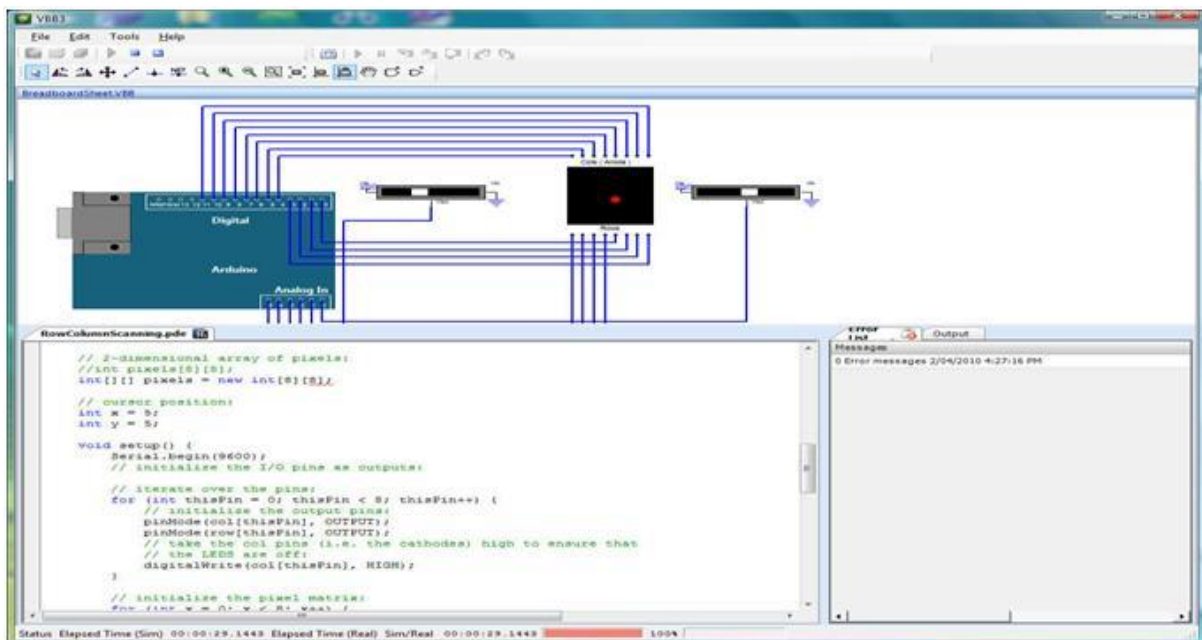 VBB3
File Edit Tools Help
BreadboardSheet.VBB
Cols (Anode)
Digital
Rows
Arduino
Analog In
RowColumnScanning.pde
// 2-dimensional array of pixels:
//int pixels[8][8];
int[][] pixels = new int[8][8];
// cursor position:
int x = 5;
int y = 5;
void setup() {
Serial.begin(9600);
// initialize the I/O pins as outputs:
// iterate over the pins:
for (int thisPin = 0; thisPin < 8; thisPin++) {
// initialize the output pins:
pinMode(col[thisPin], OUTPUT);
pinMode(row[thisPin], OUTPUT);
// take the col pins (i.e. the cathodes) high to ensure that
// the LEDS are off:
digitalWrite(col[thisPin], HIGH);
}
// initialize the pixel matrix:
for (int x = 0; x < 8; x++) {
Error List
Output
Messages
0 Error messages 2/04/2010 4:27:16 PM
Status Elapsed Time (Sim) 00:00:29.1443 Elapsed Time (Real) Sim/Real 00:00:29.1443 100%